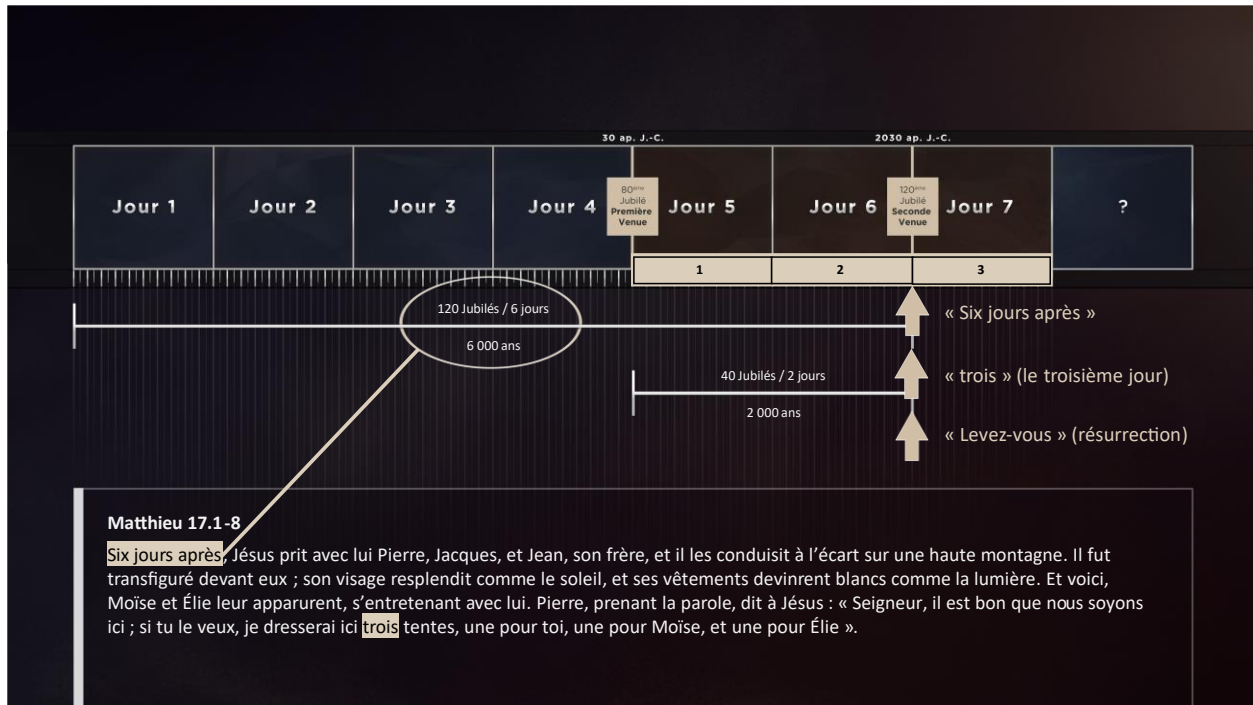 30 ap. J.-C.
2030 ap. J.-C.
Jour 1
Jour 2
Jour 3
Jour 4
80ème
Jubilé
Première
Venue
Jour 5
Jour 6
120ème
Jubilé
Seconde
Venue
Jour 7
?
1
2
3
120 Jubilés / 6 jours
6 000 ans
« Six jours après »
40 Jubilés / 2 jours
2 000 ans
« trois » (le troisième jour)
« Levez-vous » (résurrection)
Matthieu 17.1-8
Six jours après, Jésus prit avec lui Pierre, Jacques, et Jean, son frère, et il les conduisit à l’écart sur une haute montagne. Il fut
transfiguré devant eux ; son visage resplendit comme le soleil, et ses vêtements devinrent blancs comme la lumière. Et voici,
Moïse et Élie leur apparurent, s’entretenant avec lui. Pierre, prenant la parole, dit à Jésus : « Seigneur, il est bon que nous soyons
ici ; si tu le veux, je dresserai ici trois tentes, une pour toi, une pour Moïse, et une pour Élie ».